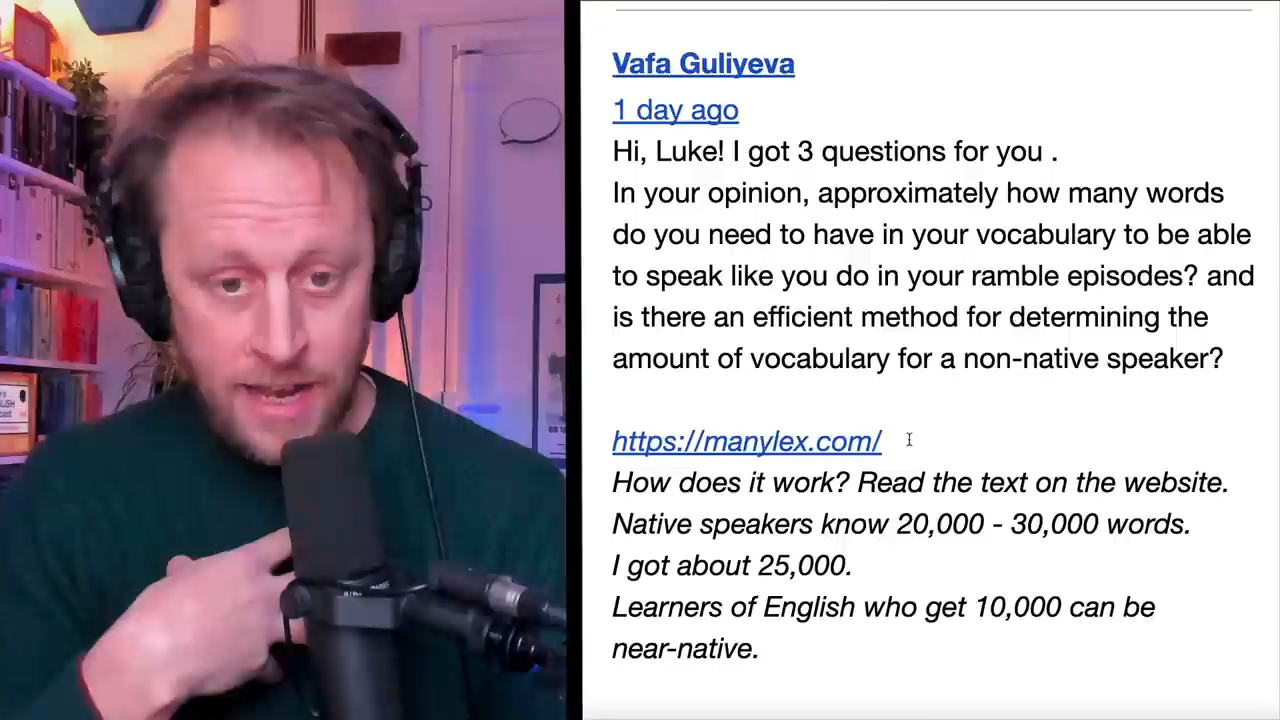 Vafa Guliyeva
1 day ago
Hi, Luke! I got 3 questions for you .
In your opinion, approximately how many words
do you need to have in your vocabulary to be able
to speak like you do in your ramble episodes? and
is there an efficient method for determining the
amount of vocabulary for a non-native speaker?
https://manylex.com/
How does it work? Read the text on the website.
Native speakers know 20,000 - 30,000 words.
I got about 25,000.
Learners of English who get 10,000 can be
near-native.